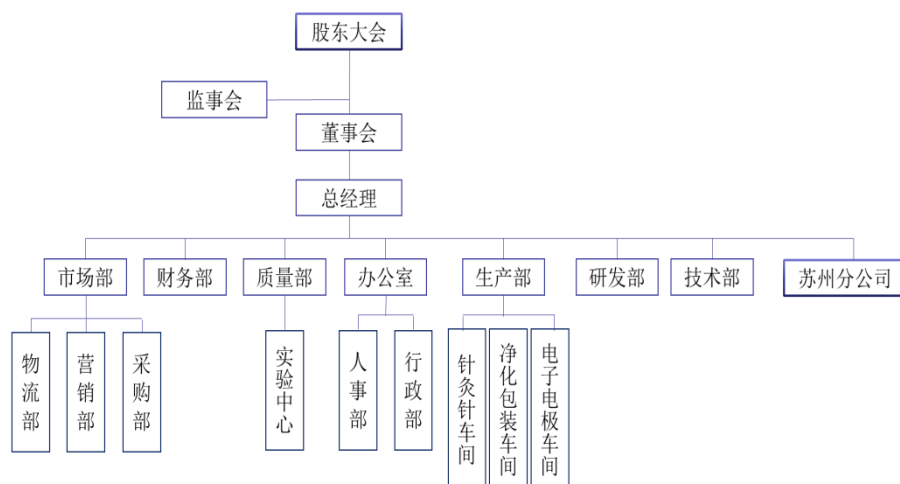 股东大会
监事会
董事会
总经理
市场部
财务部
质量部
办公室
生产部
研发部
技术部
苏州分公司
物流部
营销部
采购部
实验中心
人事部
行政部
针灸针车间
净化包装车间
电子电极车间